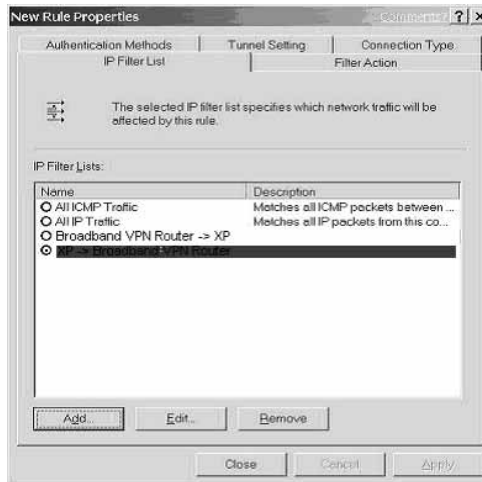 New Rule Properties Comments? ? ×
Authentication Methods Tunnel Setting Connection Type
IP Filter List Filter Action
The selected IP filter list specifies which network traffic will be
affected by this rule.
IP Filter Lists:
Name Description
All ICMP Traffic Matches all ICMP packets between ...
All IP Traffic Matches all IP packets from this co...
Broadband VPN Router -> XP
XP -> Broadband VPN Router
Add... Edit... Remove
Close Cancel Apply